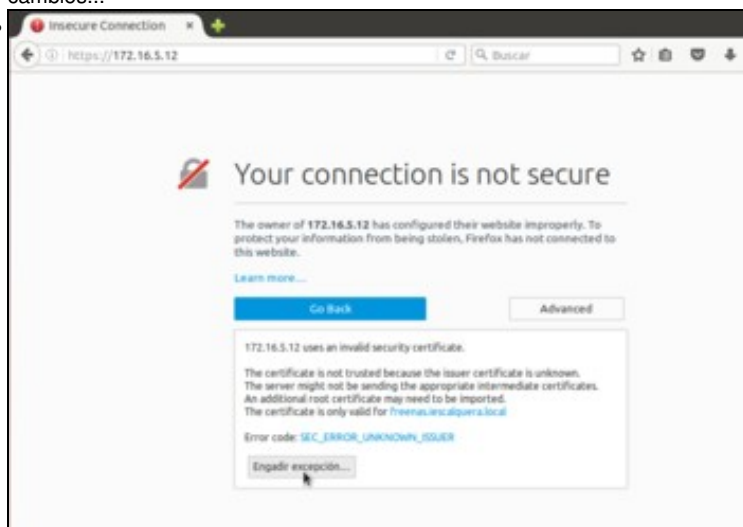 cambios...
Insecure Connection
https://172.16.5.12
Buscar
Your connection is not secure
The owner of 172.16.5.12 has configured their website improperly. To
protect your information from being stolen, Firefox has not connected to
this website.
Learn more...
Go Back
Advanced
172.16.5.12 uses an invalid security certificate.
The certificate is not trusted because the issuer certificate is unknown.
The server might not be sending the appropriate intermediate certificates.
An additional root certificate may need to be imported.
The certificate is only valid for freenas.iescalquera.local
Error code: SEC_ERROR_UNKNOWN_ISSUER
Engadir excepción...